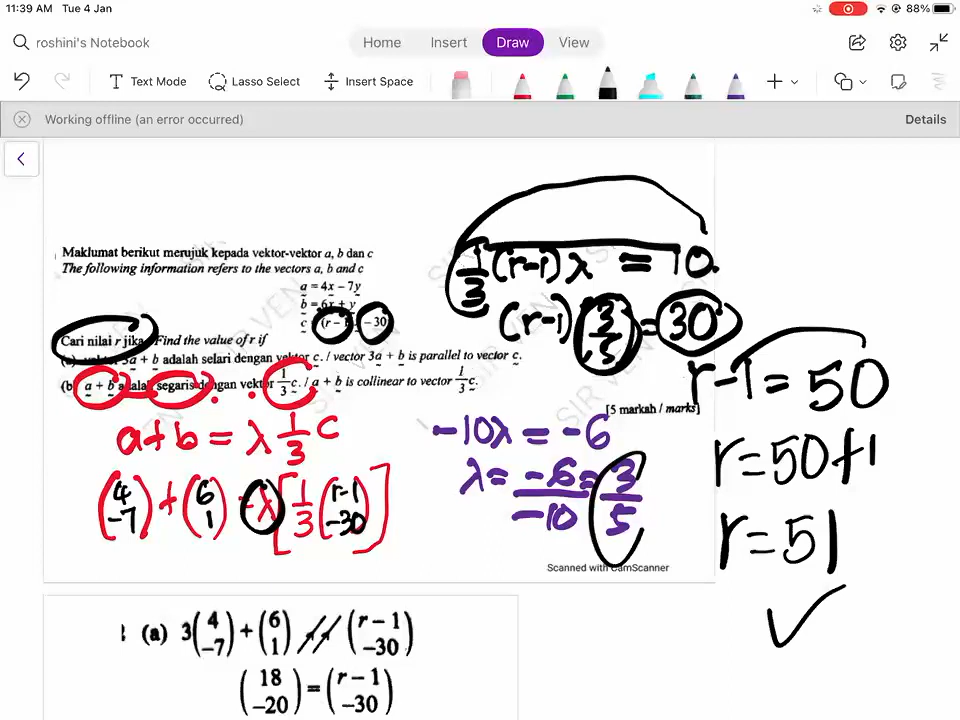 11:39 AM Tue 4 Jan
88%
roshini's Notebook
Home Insert Draw View
Text Mode Lasso Select Insert Space
Working offline (an error occurred) Details
Maklumat berikut merujuk kepada vektor-vektor a, b dan c
The following information refers to the vectors a, b and c
a = 4x − 7y
b = 6x + y
c (r − 1 −30
Cari nilai r jika Find the value of r if
(a) vektor 3a + b adalah selari dengan vektor c. / vector 3a + b is parallel to vector c.
(b) a + b adalah segaris dengan vektor 1/3 c. / a + b is collinear to vector 1/3 c.
[5 markah / marks]
a + b = λ 1/3 c
(4 −7) + (6 1) = λ [1/3 (r−1 −30)]
−10λ = −6
λ = −6/−10 = 3/5
1/3 (r−1) λ = 10.
(r−1) 3/5 = 30
r−1 = 50
r = 50+1
r = 51
Scanned with CamScanner
(a) 3(4 −7) + (6 1) // (r − 1 −30)
(18 −20) = (r − 1 −30)